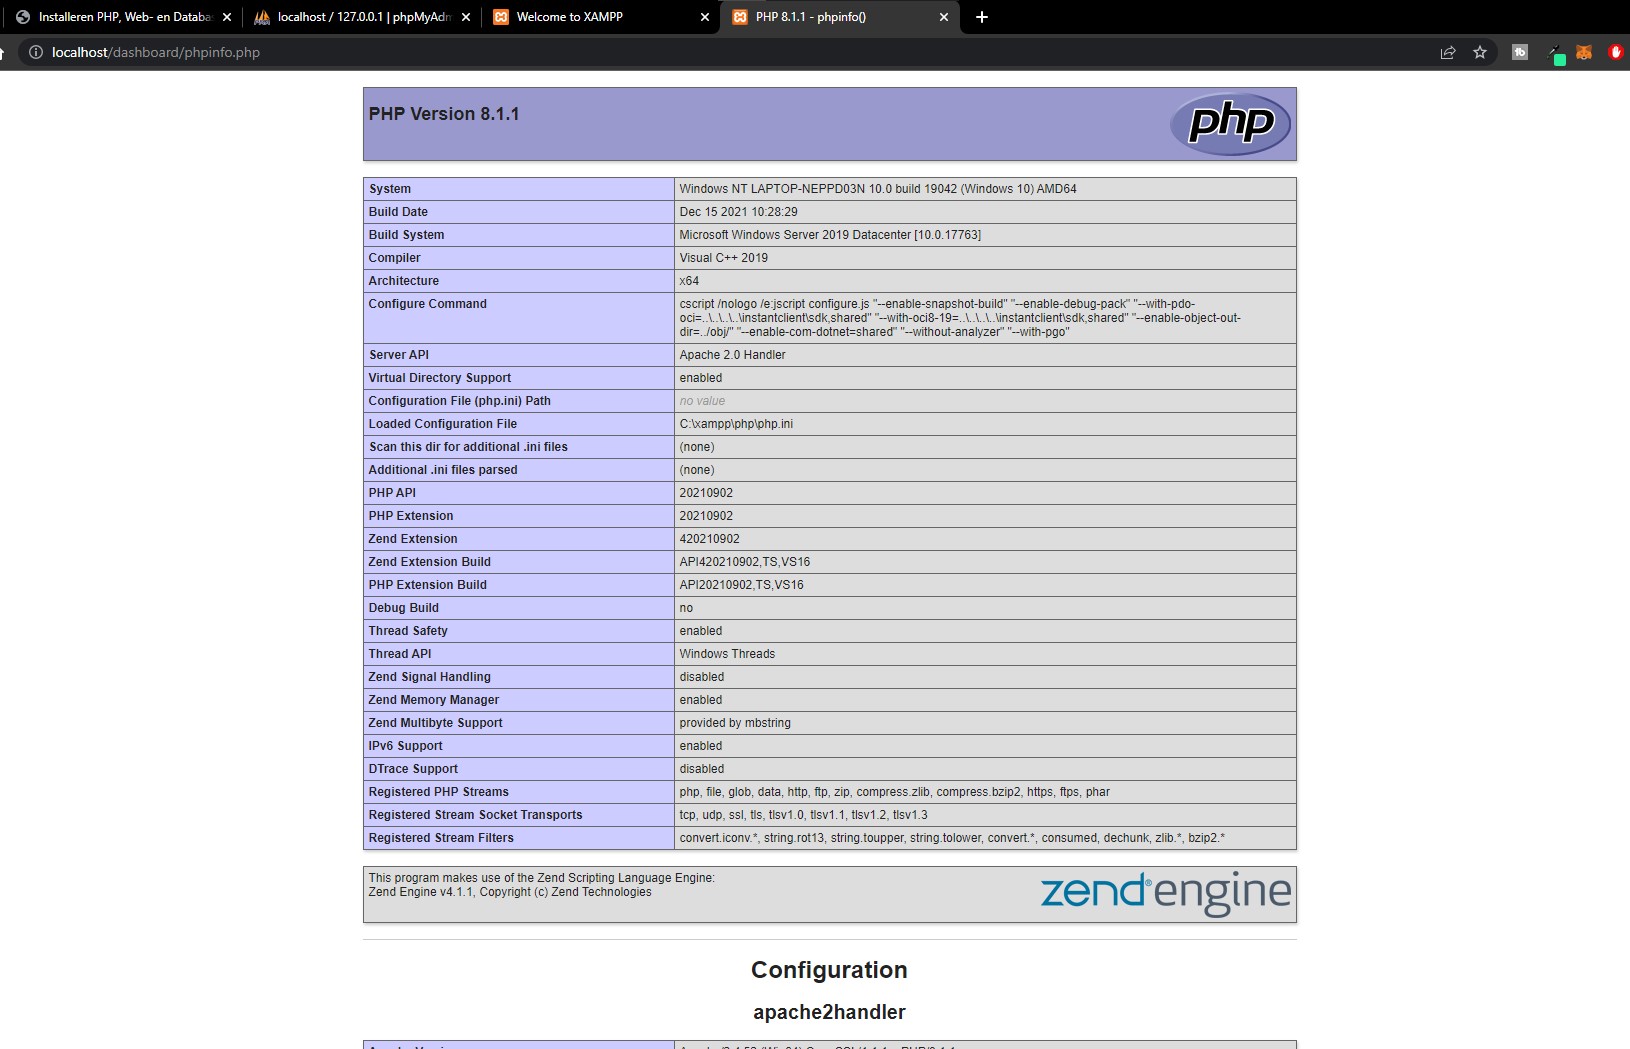 Installeren PHP, Web- en Databa
localhost / 127.0.0.1 | phpMyAdm
Welcome to XAMPP
PHP 8.1.1 - phpinfo()
localhost/dashboard/phpinfo.php
PHP Version 8.1.1
php
System Windows NT LAPTOP-NEPPD03N 10.0 build 19042 (Windows 10) AMD64
Build Date Dec 15 2021 10:28:29
Build System Microsoft Windows Server 2019 Datacenter [10.0.17763]
Compiler Visual C++ 2019
Architecture x64
Configure Command cscript /nologo /e:jscript configure.js "--enable-snapshot-build" "--enable-debug-pack" "--with-pdo-
oci=..\..\..\..\instantclient\sdk,shared" "--with-oci8-19=..\..\..\..\instantclient\sdk,shared" "--enable-object-out-
dir=../obj/" "--enable-com-dotnet=shared" "--without-analyzer" "--with-pgo"
Server API Apache 2.0 Handler
Virtual Directory Support enabled
Configuration File (php.ini) Path no value
Loaded Configuration File C:\xampp\php\php.ini
Scan this dir for additional .ini files (none)
Additional .ini files parsed (none)
PHP API 20210902
PHP Extension 20210902
Zend Extension 420210902
Zend Extension Build API420210902,TS,VS16
PHP Extension Build API20210902,TS,VS16
Debug Build no
Thread Safety enabled
Thread API Windows Threads
Zend Signal Handling disabled
Zend Memory Manager enabled
Zend Multibyte Support provided by mbstring
IPv6 Support enabled
DTrace Support disabled
Registered PHP Streams php, file, glob, data, http, ftp, zip, compress.zlib, compress.bzip2, https, ftps, phar
Registered Stream Socket Transports tcp, udp, ssl, tls, tlsv1.0, tlsv1.1, tlsv1.2, tlsv1.3
Registered Stream Filters convert.iconv.*, string.rot13, string.toupper, string.tolower, convert.*, consumed, dechunk, zlib.*, bzip2.*
This program makes use of the Zend Scripting Language Engine:
Zend Engine v4.1.1, Copyright (c) Zend Technologies
zend® engine
Configuration
apache2handler